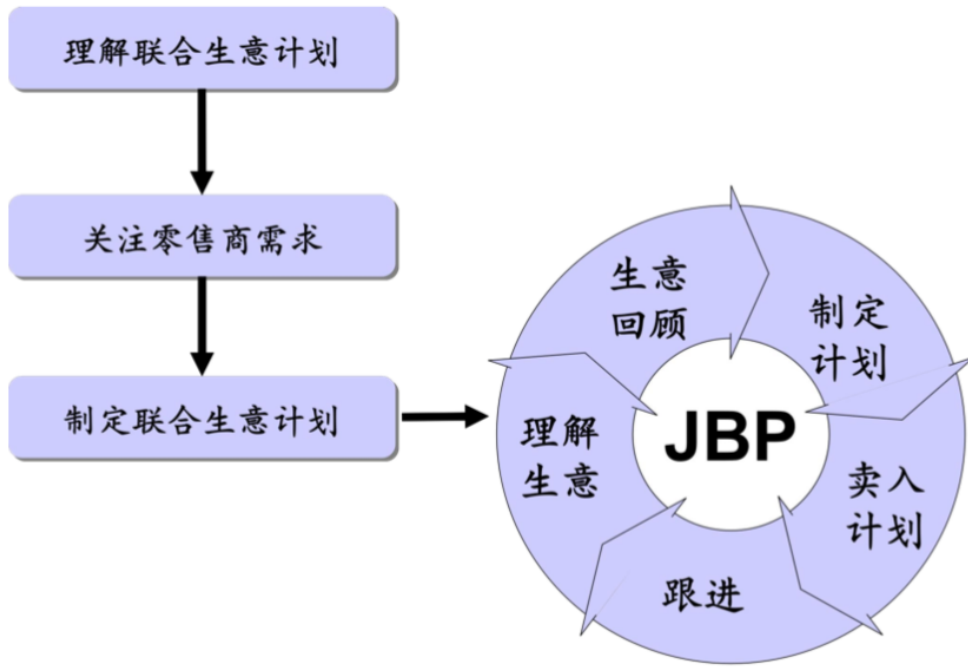 理解联合生意计划
关注零售商需求
制定联合生意计划
生意
回顾
制定
计划
理解
生意
JBP
卖入
计划
跟进